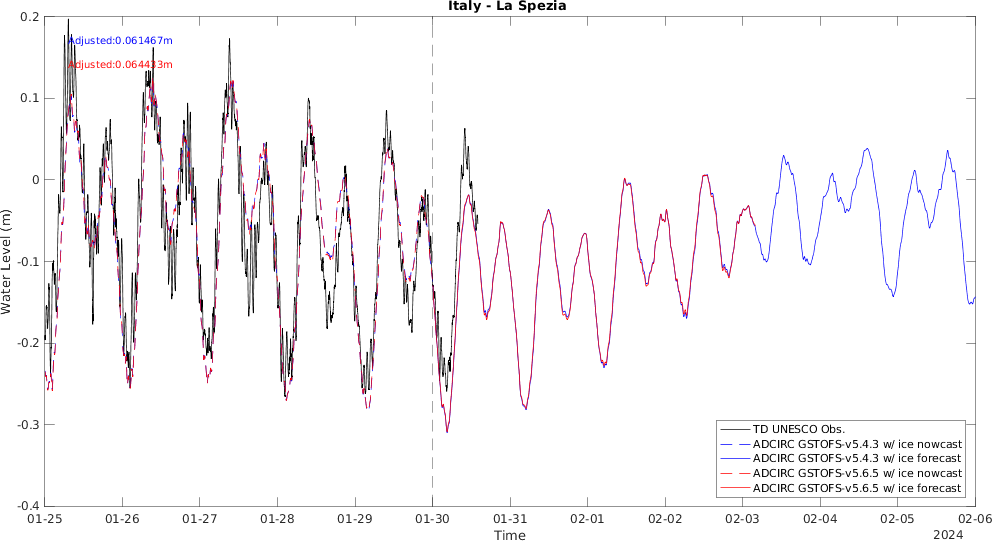 Italy - La Spezia
Adjusted:0.061467m
Adjusted:0.064433m
Water Level (m)
0.2
0.1
0
-0.1
-0.2
-0.3
-0.4
TD UNESCO Obs.
ADCIRC GSTOFS-v5.4.3 w/ ice nowcast
ADCIRC GSTOFS-v5.4.3 w/ ice forecast
ADCIRC GSTOFS-v5.6.5 w/ ice nowcast
ADCIRC GSTOFS-v5.6.5 w/ ice forecast
01-25 01-26 01-27 01-28 01-29 01-30 01-31 02-01 02-02 02-03 02-04 02-05 02-06
Time
2024